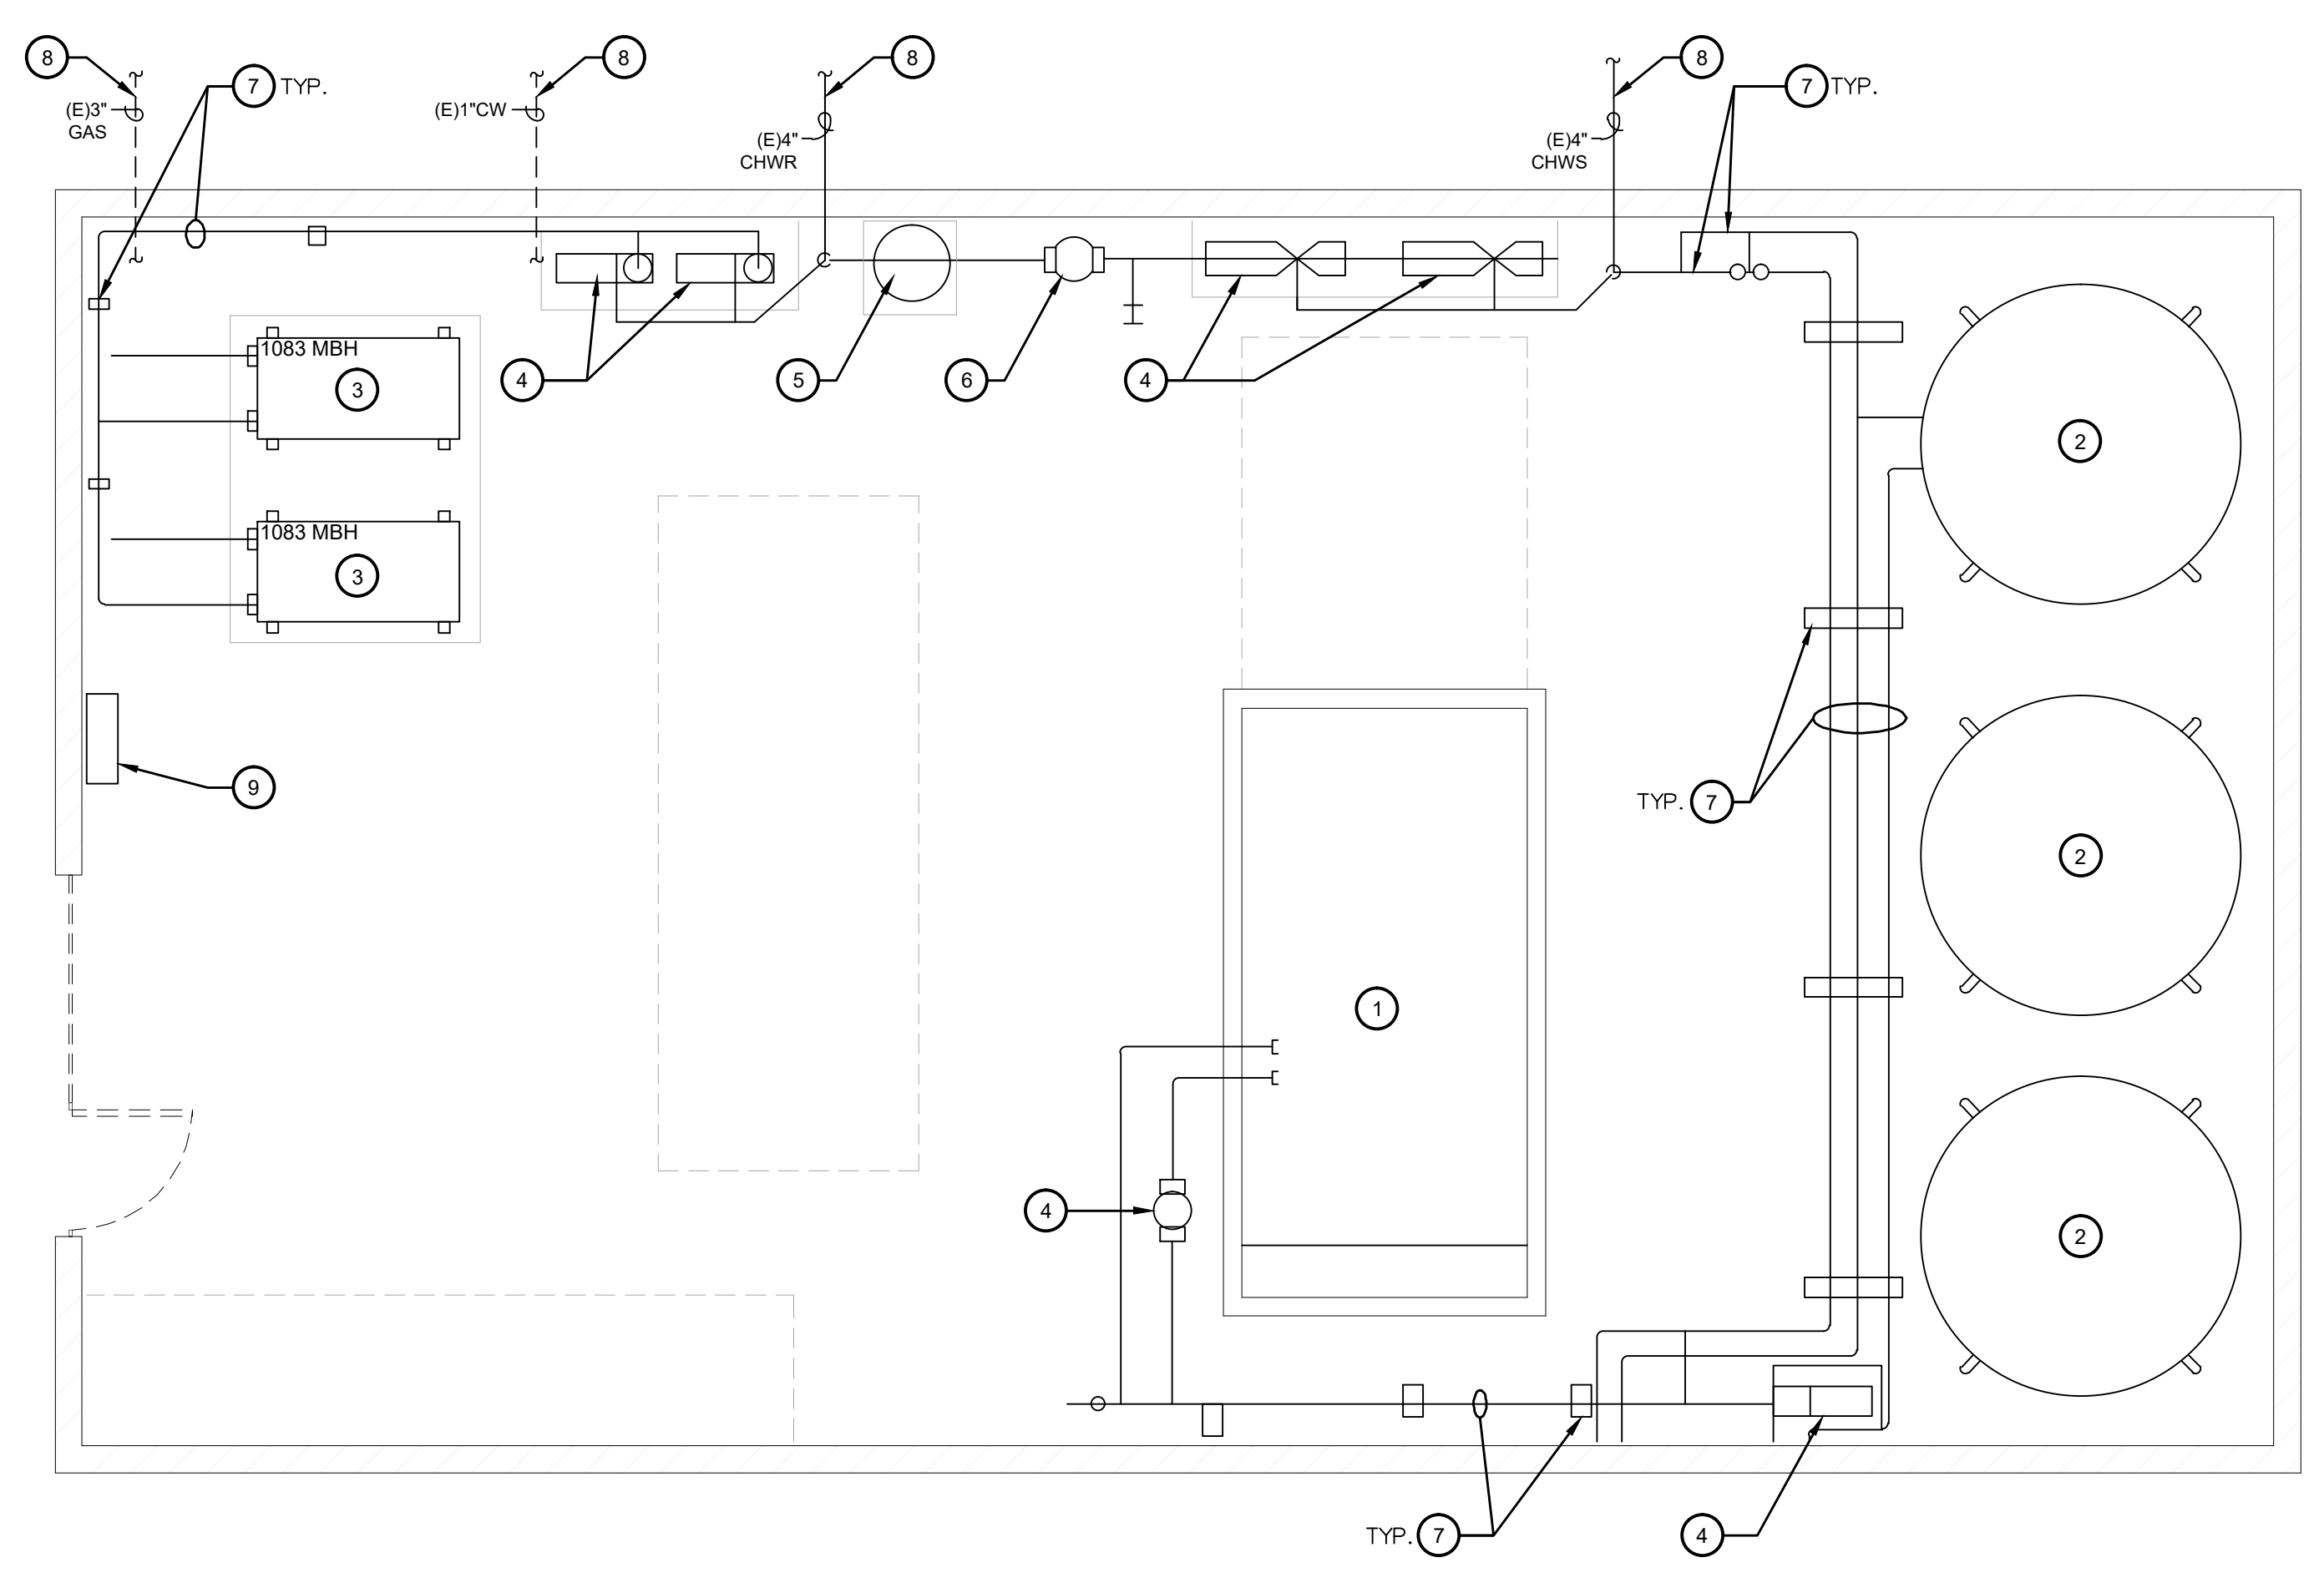 8
7 TYP.
8
8
8
7 TYP.
(E)3"
GAS
(E)1"CW
(E)4"
CHWR
(E)4"
CHWS
1083 MBH
3
4
5
6
4
2
1083 MBH
3
9
TYP. 7
2
1
4
2
TYP. 7
4